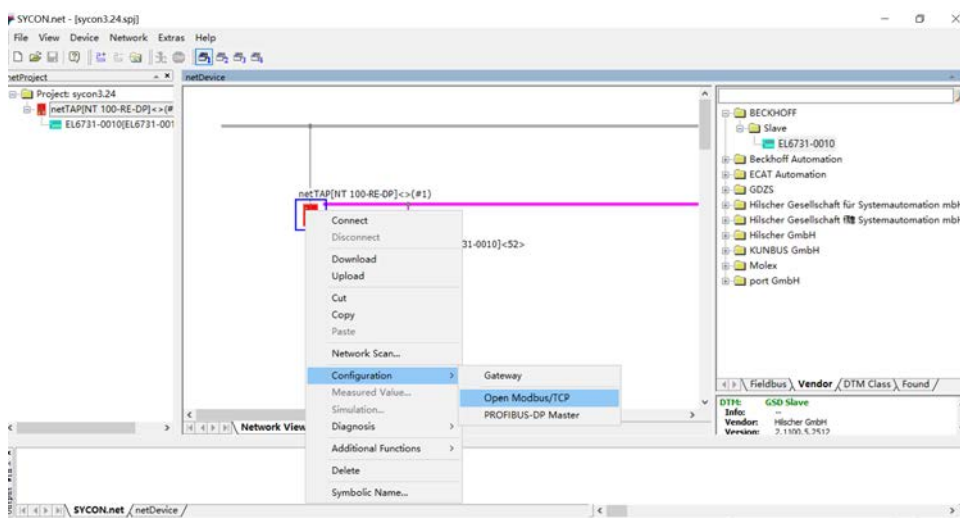 SYCON.net - [sycon3.24.spj]
File View Device Network Extras Help
netProject
netDevice
Project: sycon3.24
netTAP[NT 100-RE-DP]<>(#
EL6731-0010[EL6731-001
netTAP[NT 100-RE-DP]<>(#1)
31-0010]<52>
Connect
Disconnect
Download
Upload
Cut
Copy
Paste
Network Scan...
Configuration
Measured Value...
Simulation...
Diagnosis
Additional Functions
Delete
Symbolic Name...
Gateway
Open Modbus/TCP
PROFIBUS-DP Master
BECKHOFF
Slave
EL6731-0010
Beckhoff Automation
ECAT Automation
GDZS
Hilscher Gesellschaft für Systemautomation mbH
Hilscher Gesellschaft Systemautomation mbH
Hilscher GmbH
KUNBUS GmbH
Molex
port GmbH
Fieldbus Vendor DTM Class Found
DTM: GSD Slave
Info: --
Vendor: Hilscher GmbH
Version: 2.1100.5.2512
Network View
SYCON.net netDevice